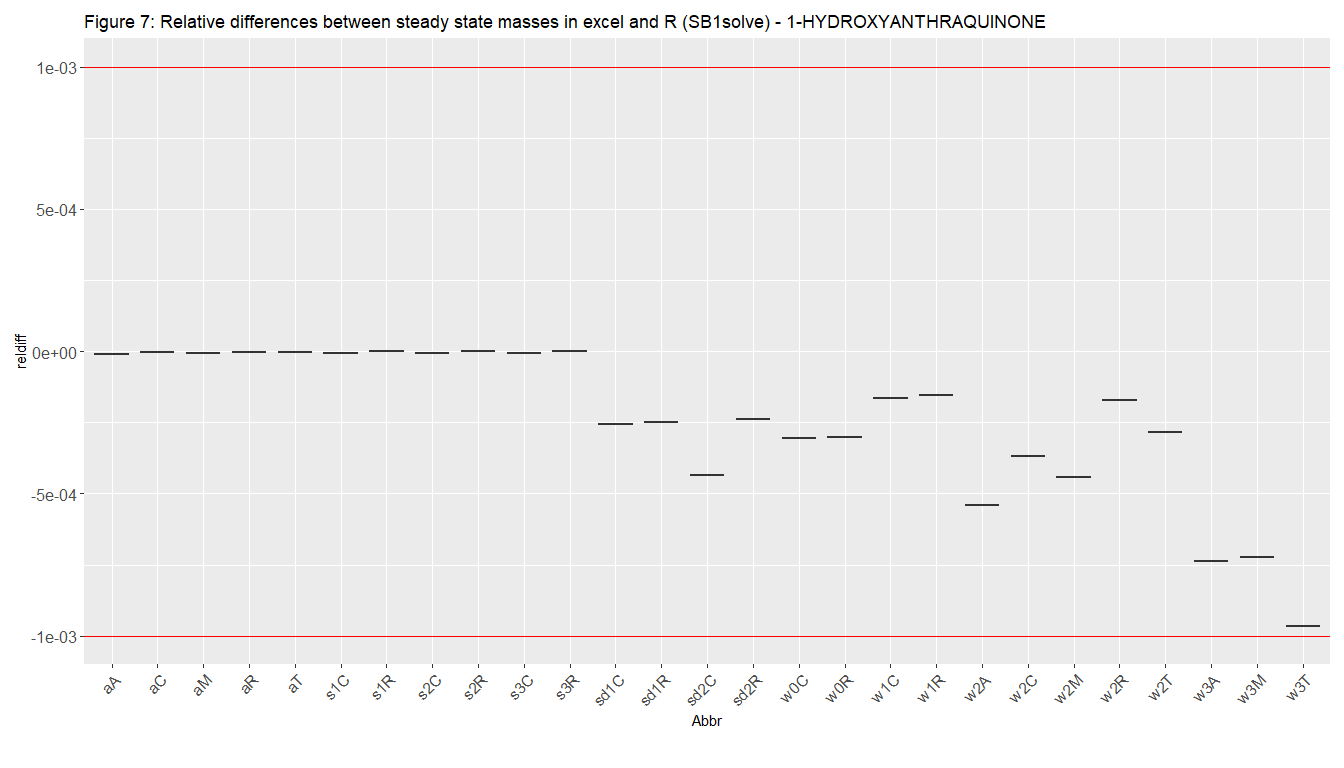 Figure 7: Relative differences between steady state masses in excel and R (SB1solve) - 1-HYDROXYANTHRAQUINONE
1e-03
5e-04
0e+00
-5e-04
-1e-03
reldiff
aA
aC
aM
aR
aT
s1C
s1R
s2C
s2R
s3C
s3R
sd1C
sd1R
sd2C
sd2R
w0C
w0R
w1C
w1R
w2A
w2C
w2M
w2R
w2T
w3A
w3M
w3T
Abbr